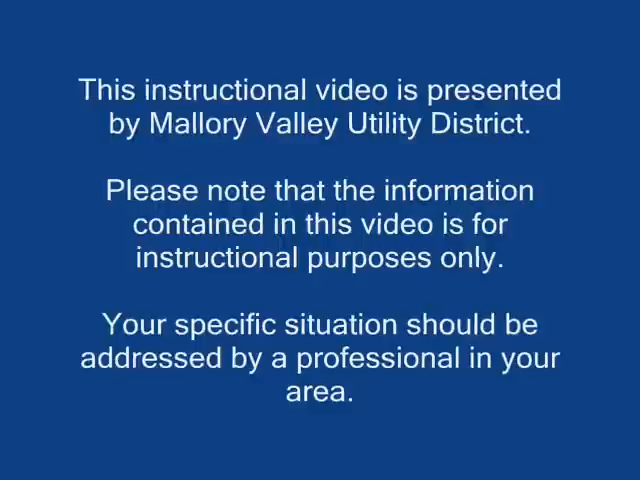 This instructional video is presented
by Mallory Valley Utility District.
Please note that the information
contained in this video is for
instructional purposes only.
Your specific situation should be
addressed by a professional in your
area.